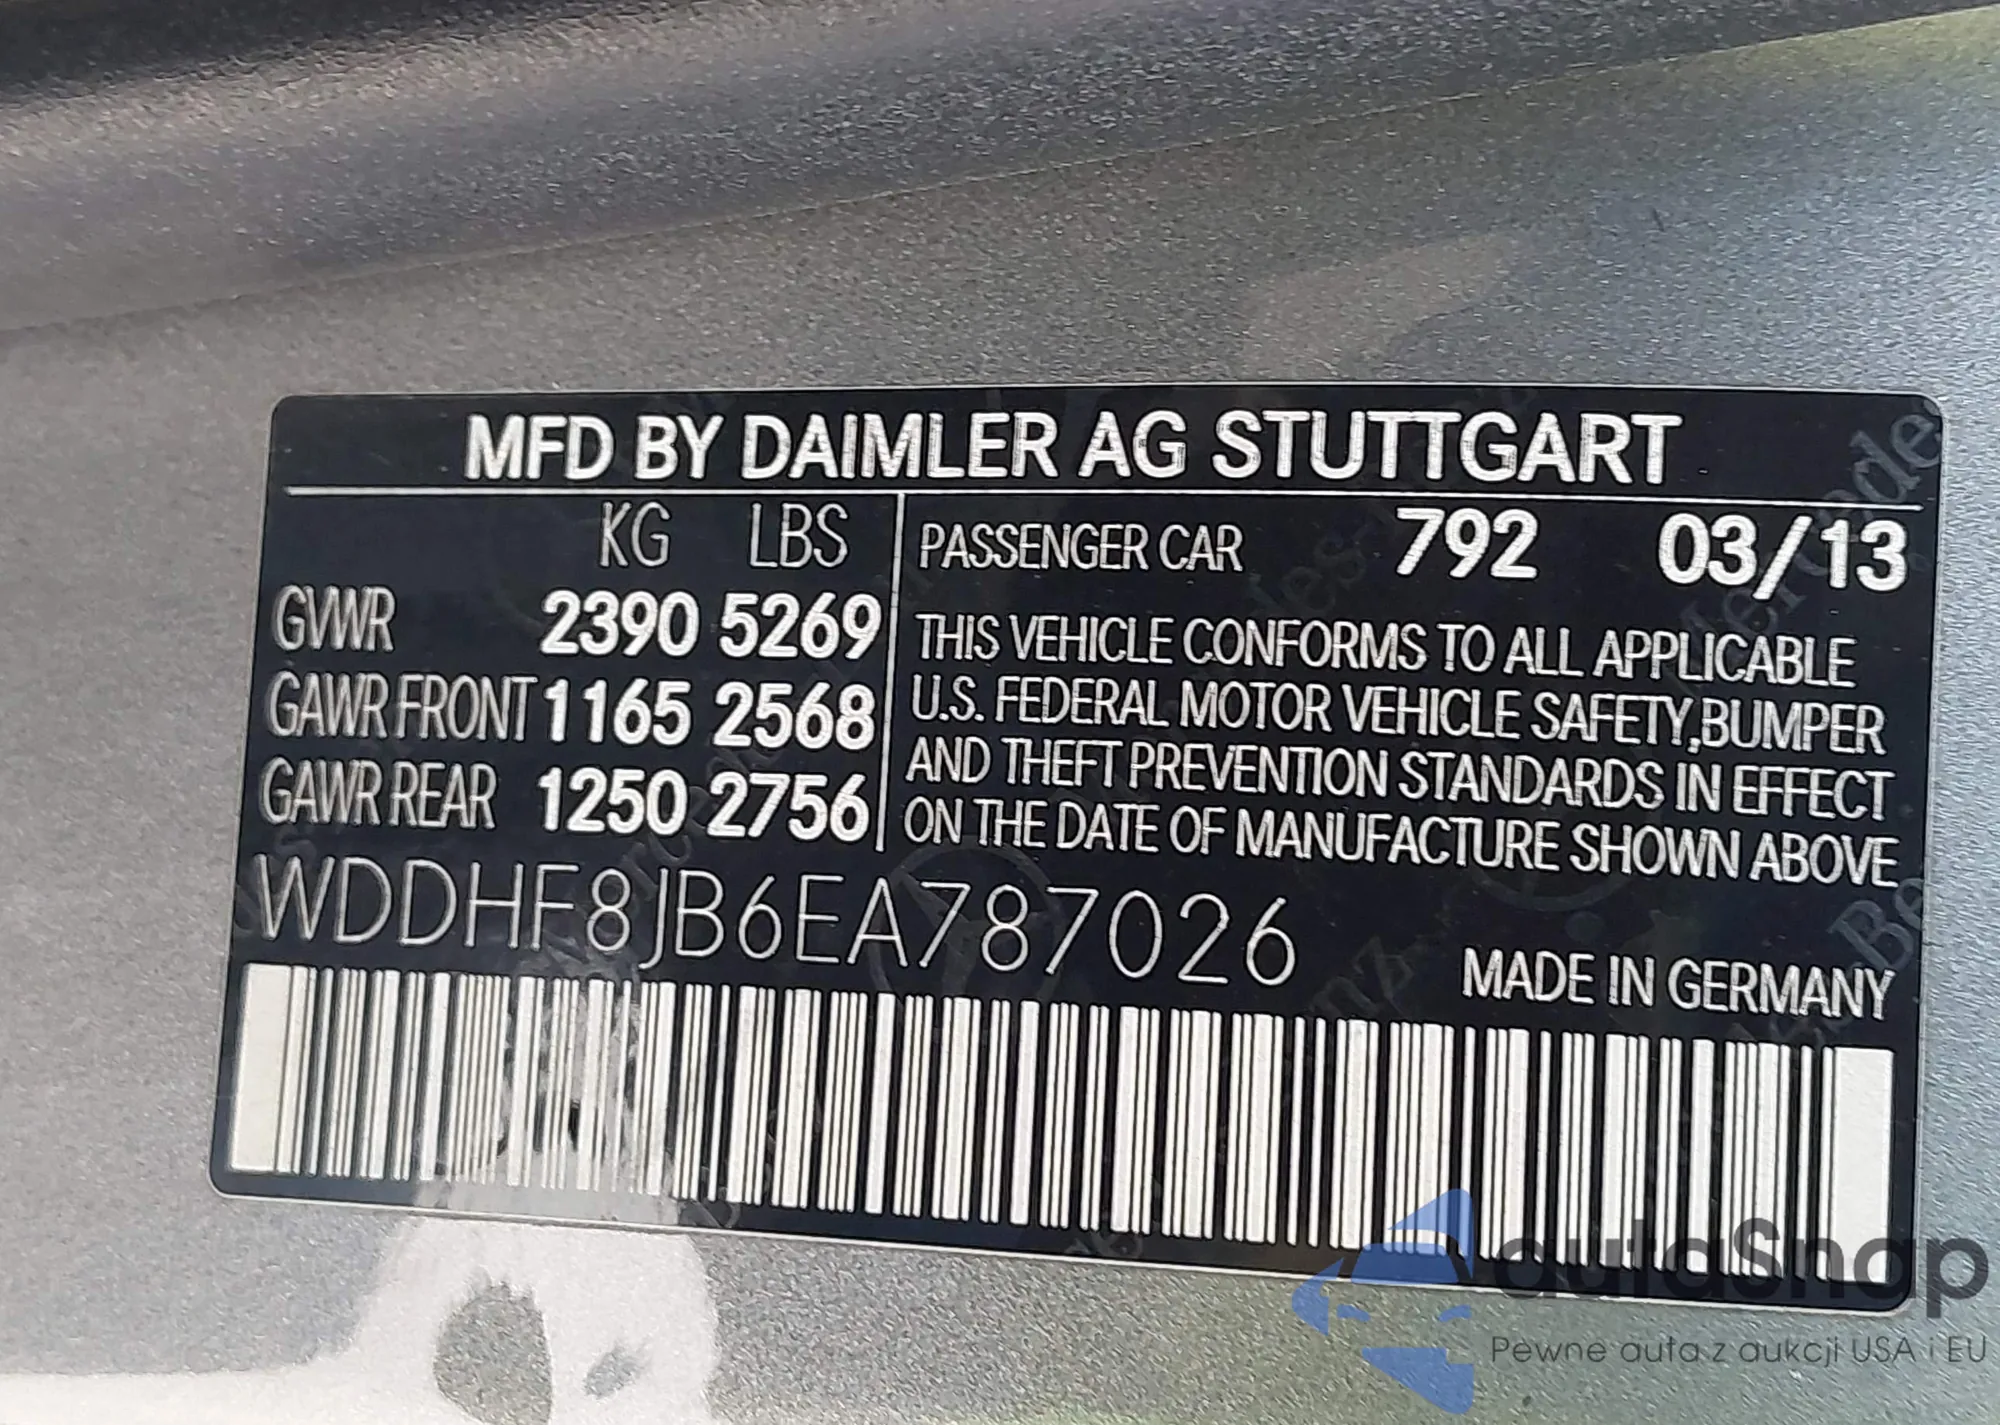 MFD BY DAIMLER AG STUTTGART
KG LBS
GVWR 2390 5269
GAWR FRONT 1165 2568
GAWR REAR 1250 2756
PASSENGER CAR 792 03/13
THIS VEHICLE CONFORMS TO ALL APPLICABLE
U.S. FEDERAL MOTOR VEHICLE SAFETY,BUMPER
AND THEFT PREVENTION STANDARDS IN EFFECT
ON THE DATE OF MANUFACTURE SHOWN ABOVE
WDDHF8JB6EA787026
MADE IN GERMANY
autaSnap
Pewne auta z aukcji USA i EU